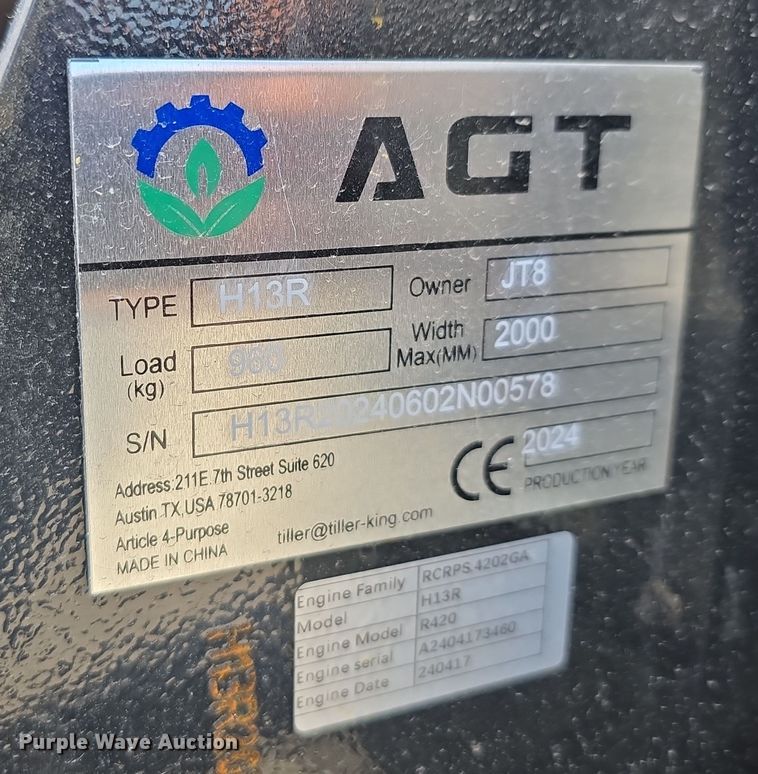 AGT
TYPE H13R Owner JT8
Load (kg) Width Max(MM) 2000
S/N H13R20240602N00578
CE 2024
PRODUCTION YEAR
Address:211E.7th Street Suite 620
Austin TX,USA 78701-3218
Article 4-Purpose
MADE IN CHINA
tiller@tiller-king.com
Engine Family RCRPS.4202GA
Model H13R
Engine Model R420
Engine serial A2404173460
Engine Date 240417
Purple Wave Auction